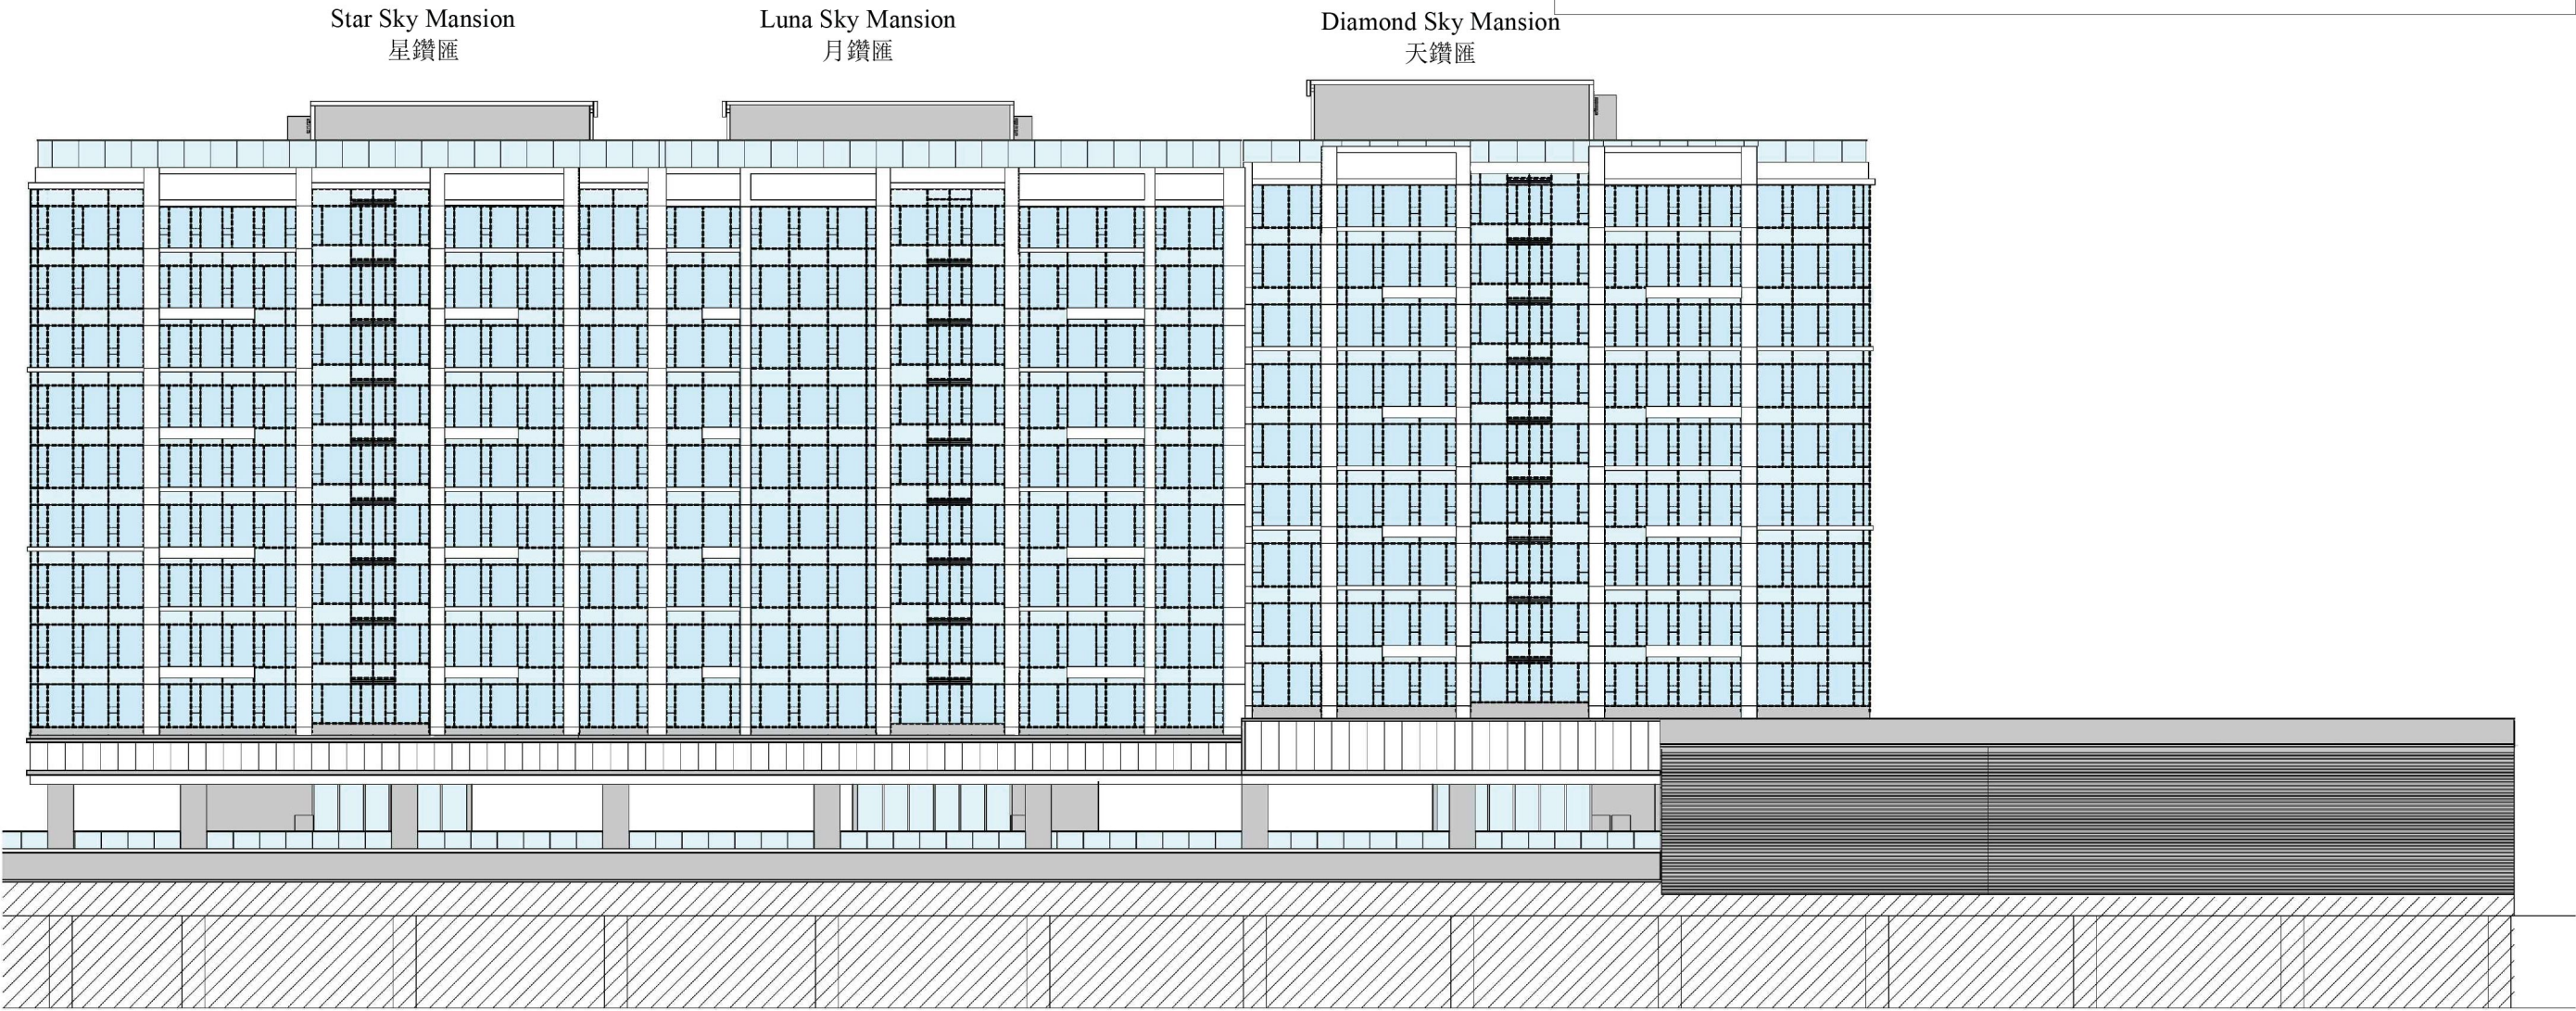 Star Sky Mansion
星鑽匯
Luna Sky Mansion
月鑽匯
Diamond Sky Mansion
天鑽匯